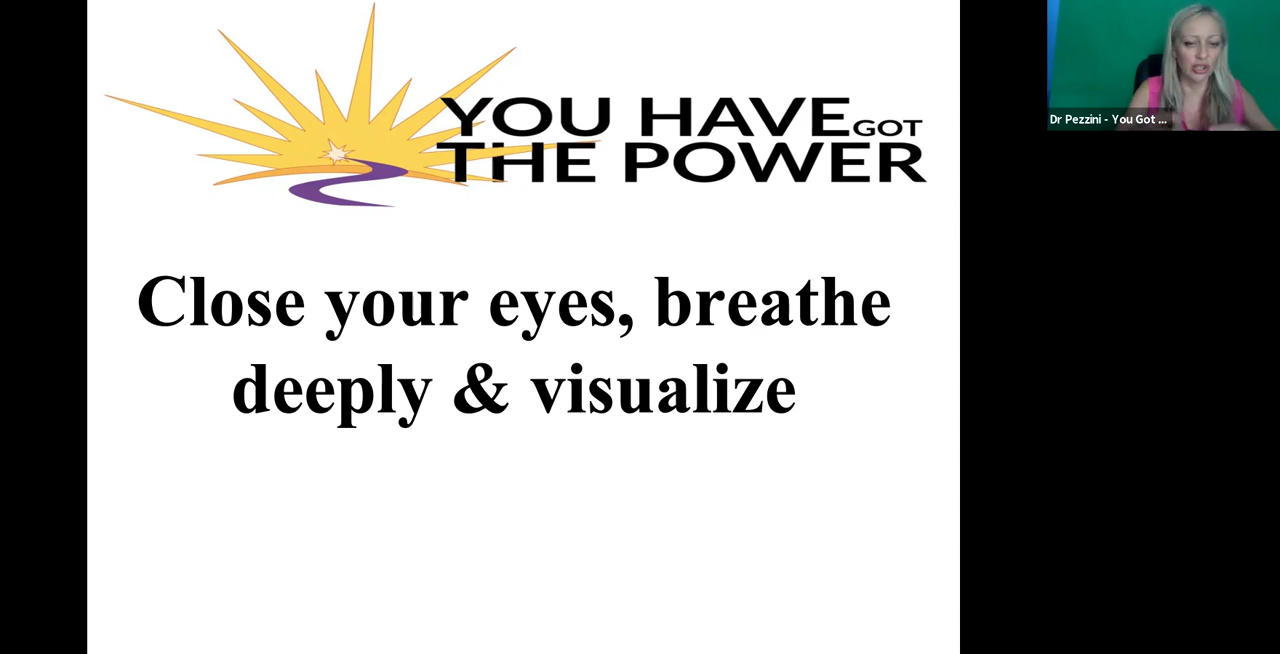 YOU HAVE GOT
THE POWER
Dr Pezzini - You Got ...
Close your eyes, breathe
deeply & visualize